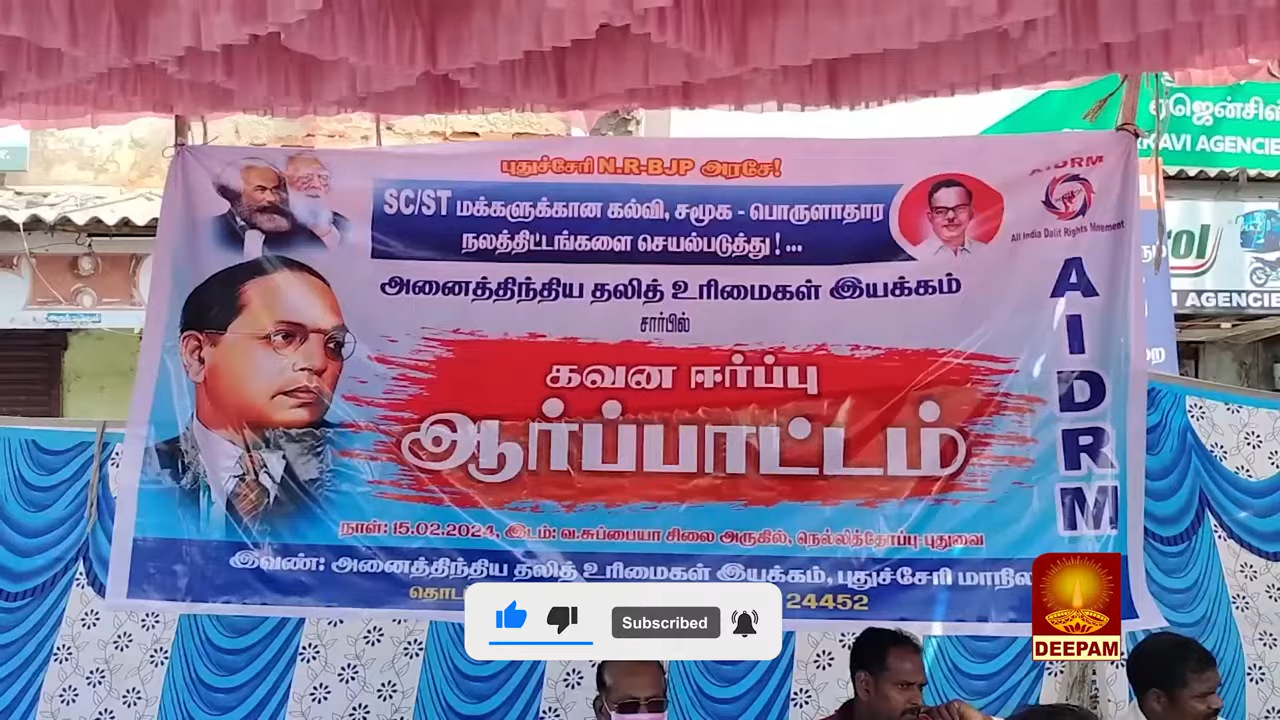 புதுச்சேரி N.R-BJP அரசே!
SC/ST மக்களுக்கான கல்வி, சமூக - பொருளாதார
நலத்திட்டங்களை செயல்படுத்து ! ...
AIDRM
All India Dalit Rights Movement
அனைத்திந்திய தலித் உரிமைகள் இயக்கம்
சார்பில்
கவன ஈர்ப்பு
ஆர்ப்பாட்டம்
AIDRM
நாள்: 15.02.2024, இடம்: வ.சுப்பையா சிலை அருகில், நெல்லித்தோப்பு-புதுவை
இவண்: அனைத்திந்திய தலித் உரிமைகள் இயக்கம், புதுச்சேரி
24452
ஏஜென்சி
AVI AGENCIE
rol
AGENCIE
Subscribed
DEEPAM